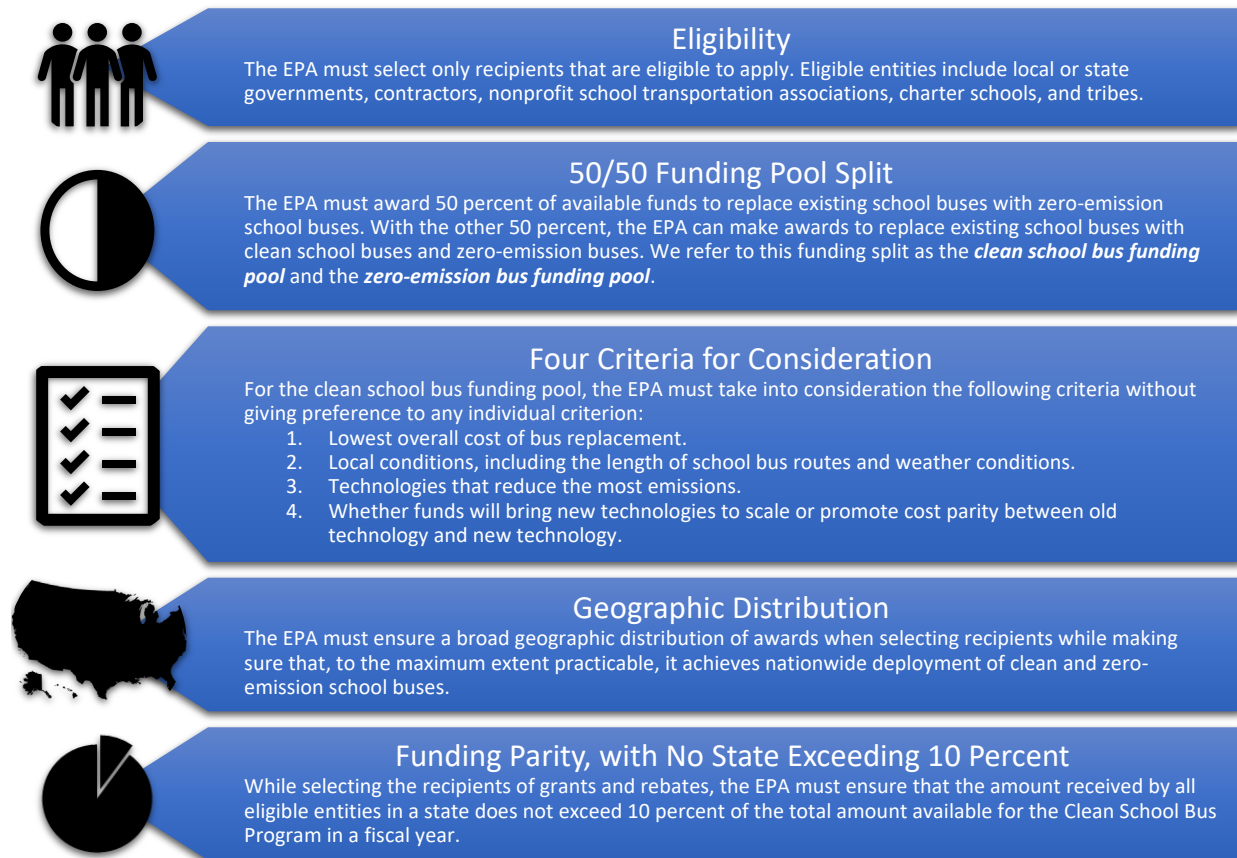 Eligibility
The EPA must select only recipients that are eligible to apply. Eligible entities include local or state
governments, contractors, nonprofit school transportation associations, charter schools, and tribes.
50/50 Funding Pool Split
The EPA must award 50 percent of available funds to replace existing school buses with zero-emission
school buses. With the other 50 percent, the EPA can make awards to replace existing school buses with
clean school buses and zero-emission buses. We refer to this funding split as the clean school bus funding
pool and the zero-emission bus funding pool.
Four Criteria for Consideration
For the clean school bus funding pool, the EPA must take into consideration the following criteria without
giving preference to any individual criterion:
1. Lowest overall cost of bus replacement.
2. Local conditions, including the length of school bus routes and weather conditions.
3. Technologies that reduce the most emissions.
4. Whether funds will bring new technologies to scale or promote cost parity between old
technology and new technology.
Geographic Distribution
The EPA must ensure a broad geographic distribution of awards when selecting recipients while making
sure that, to the maximum extent practicable, it achieves nationwide deployment of clean and zero-
emission school buses.
Funding Parity, with No State Exceeding 10 Percent
While selecting the recipients of grants and rebates, the EPA must ensure that the amount received by all
eligible entities in a state does not exceed 10 percent of the total amount available for the Clean School Bus
Program in a fiscal year.